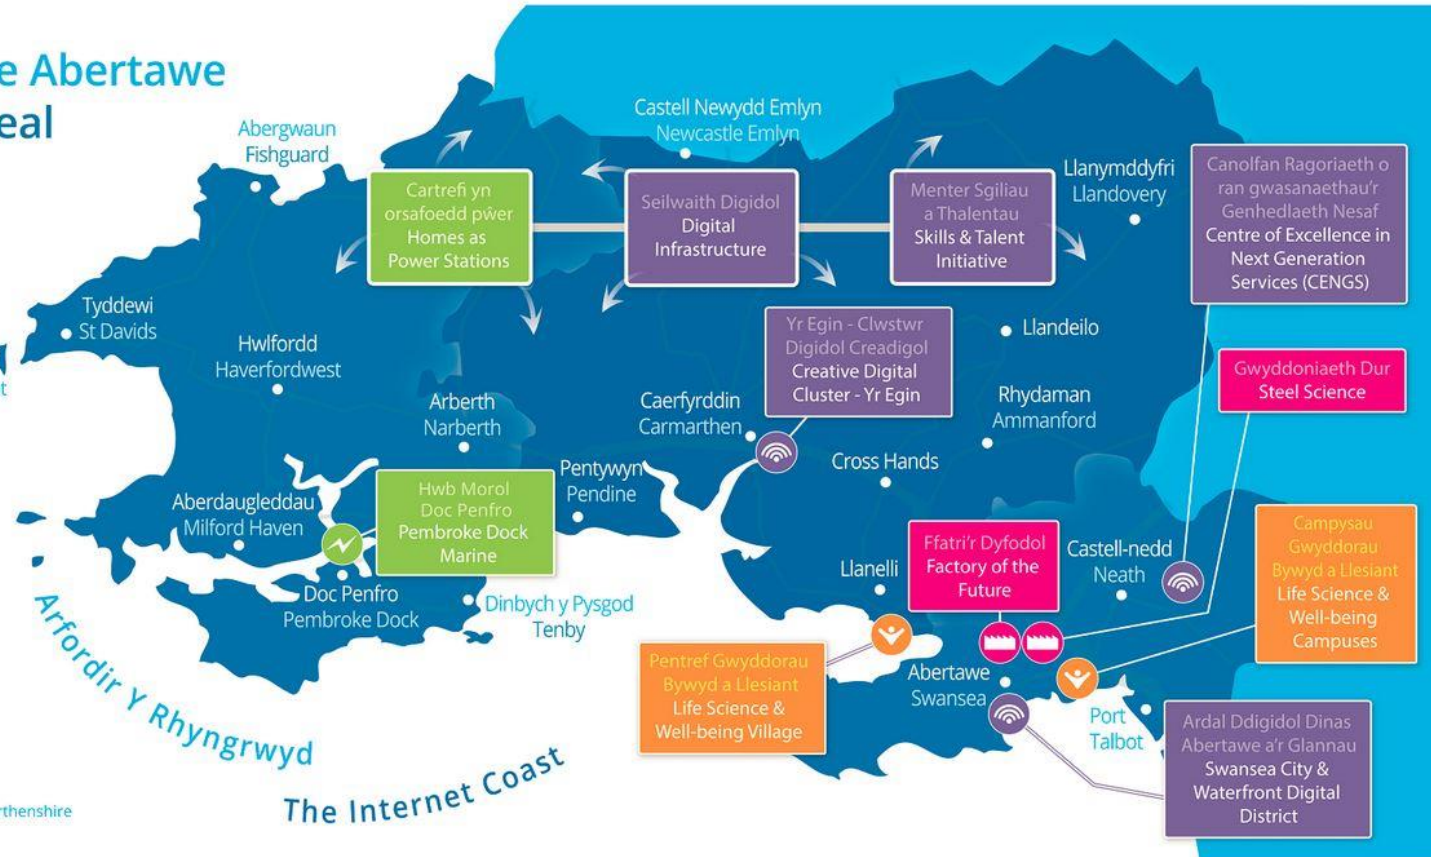 e Abertawe
eal
Abergwaun
Fishguard
Castell Newydd Emlyn
Newcastle Emlyn
Llanymddyfri
Llandovery
Canolfan Ragoriaeth o
ran gwasanaethau'r
Genhedlaeth Nesaf
Centre of Excellence in
Next Generation
Services (CENGS)
Cartrefi yn
orsafoedd pŵer
Homes as
Power Stations
Seilwaith Digidol
Digital
Infrastructure
Menter Sgiliau
a Thalentau
Skills & Talent
Initiative
Tyddewi
St Davids
Hwlfordd
Haverfordwest
Yr Egin - Clwstwr
Digidol Creadigol
Creative Digital
Cluster - Yr Egin
Llandeilo
Gwyddoniaeth Dur
Steel Science
t
Arberth
Narberth
Caerfyrddin
Carmarthen
Rhydaman
Ammanford
Cross Hands
Pentywyn
Pendine
Aberdaugleddau
Milford Haven
Hwb Morol
Doc Penfro
Pembroke Dock
Marine
Ffatri'r Dyfodol
Factory of the
Future
Castell-nedd
Neath
Campysau
Gwyddorau
Bywyd a Llesiant
Life Science &
Well-being
Campuses
Llanelli
Doc Penfro
Pembroke Dock
Dinbych y Pysgod
Tenby
Pentref Gwyddorau
Bywyd a Llesiant
Life Science &
Well-being Village
Abertawe
Swansea
Port
Talbot
Ardal Ddigidol Dinas
Abertawe a'r Glannau
Swansea City &
Waterfront Digital
District
Arfordir Y Rhyngrwyd
The Internet Coast
rthenshire